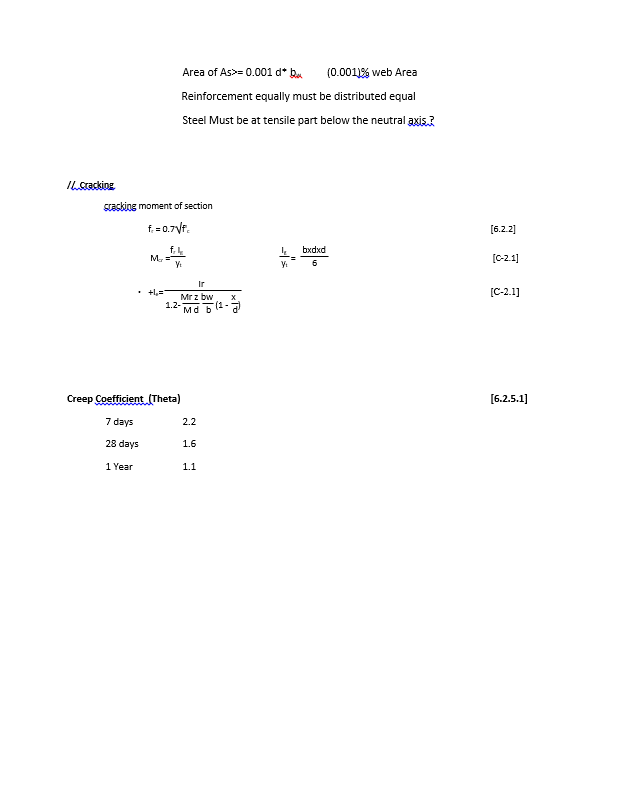 Area of As>= 0.001 d* bw (0.001)% web Area
Reinforcement equally must be distributed equal
Steel Must be at tensile part below the neutral axis ?
// Cracking
cracking moment of section
fr = 0.7√f'c [6.2.2]
Mcr = fr Ig / yt Ig / yt = bxdxd / 6 [C-2.1]
· +Ie= Ir / 1.2- Mr z / M d bw / b (1 - x / d) [C-2.1]
Creep Coefficient (Theta) [6.2.5.1]
7 days 2.2
28 days 1.6
1 Year 1.1